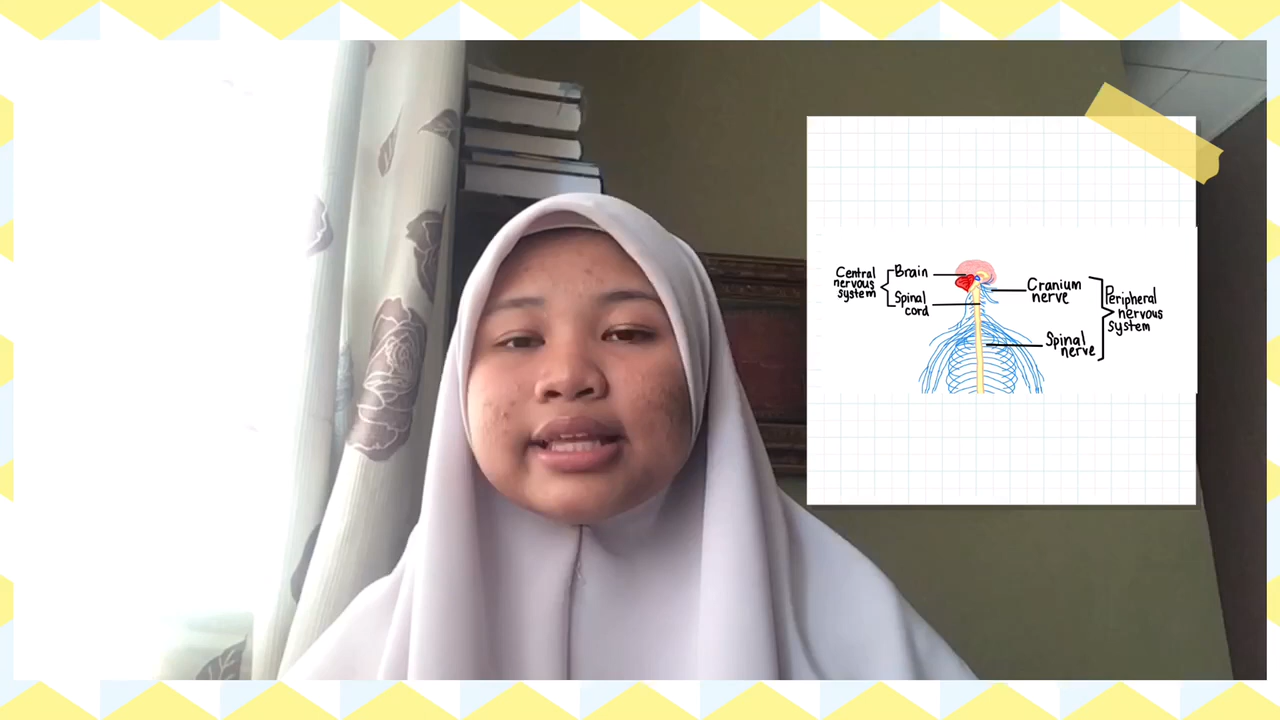 Central
nervous
system
Brain
Spinal
cord
Cranium
nerve
Spinal
nerve
Peripheral
nervous
system